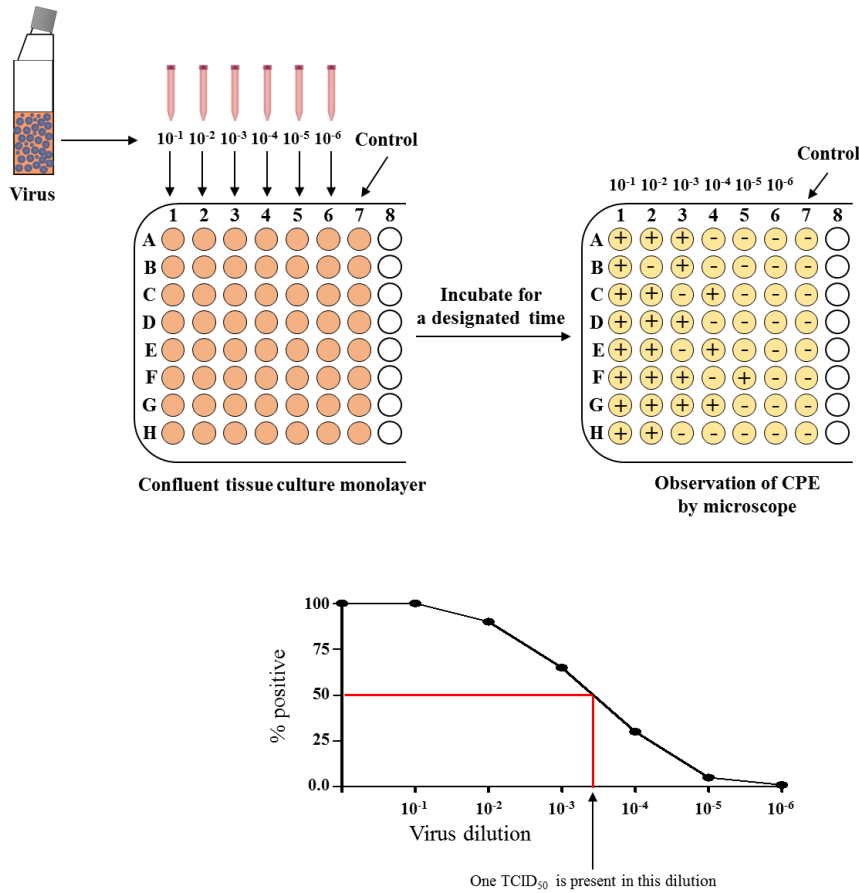 Virus
10⁻¹ 10⁻² 10⁻³ 10⁻⁴ 10⁻⁵ 10⁻⁶
Control
1 2 3 4 5 6 7 8
A
B
C
D
E
F
G
H
Confluent tissue culture monolayer
Incubate for
a designated time
Control
10⁻¹ 10⁻² 10⁻³ 10⁻⁴ 10⁻⁵ 10⁻⁶
1 2 3 4 5 6 7 8
A + + + - - - -
B + - + - - - -
C + + - + - - -
D + + + - - - -
E + + - + - - -
F + + + - + - -
G + + + + - - -
H + + - - - - -
Observation of CPE
by microscope
% positive
100
75
50
25
0.0
10⁻¹ 10⁻² 10⁻³ 10⁻⁴ 10⁻⁵ 10⁻⁶
Virus dilution
One TCID₅₀ is present in this dilution